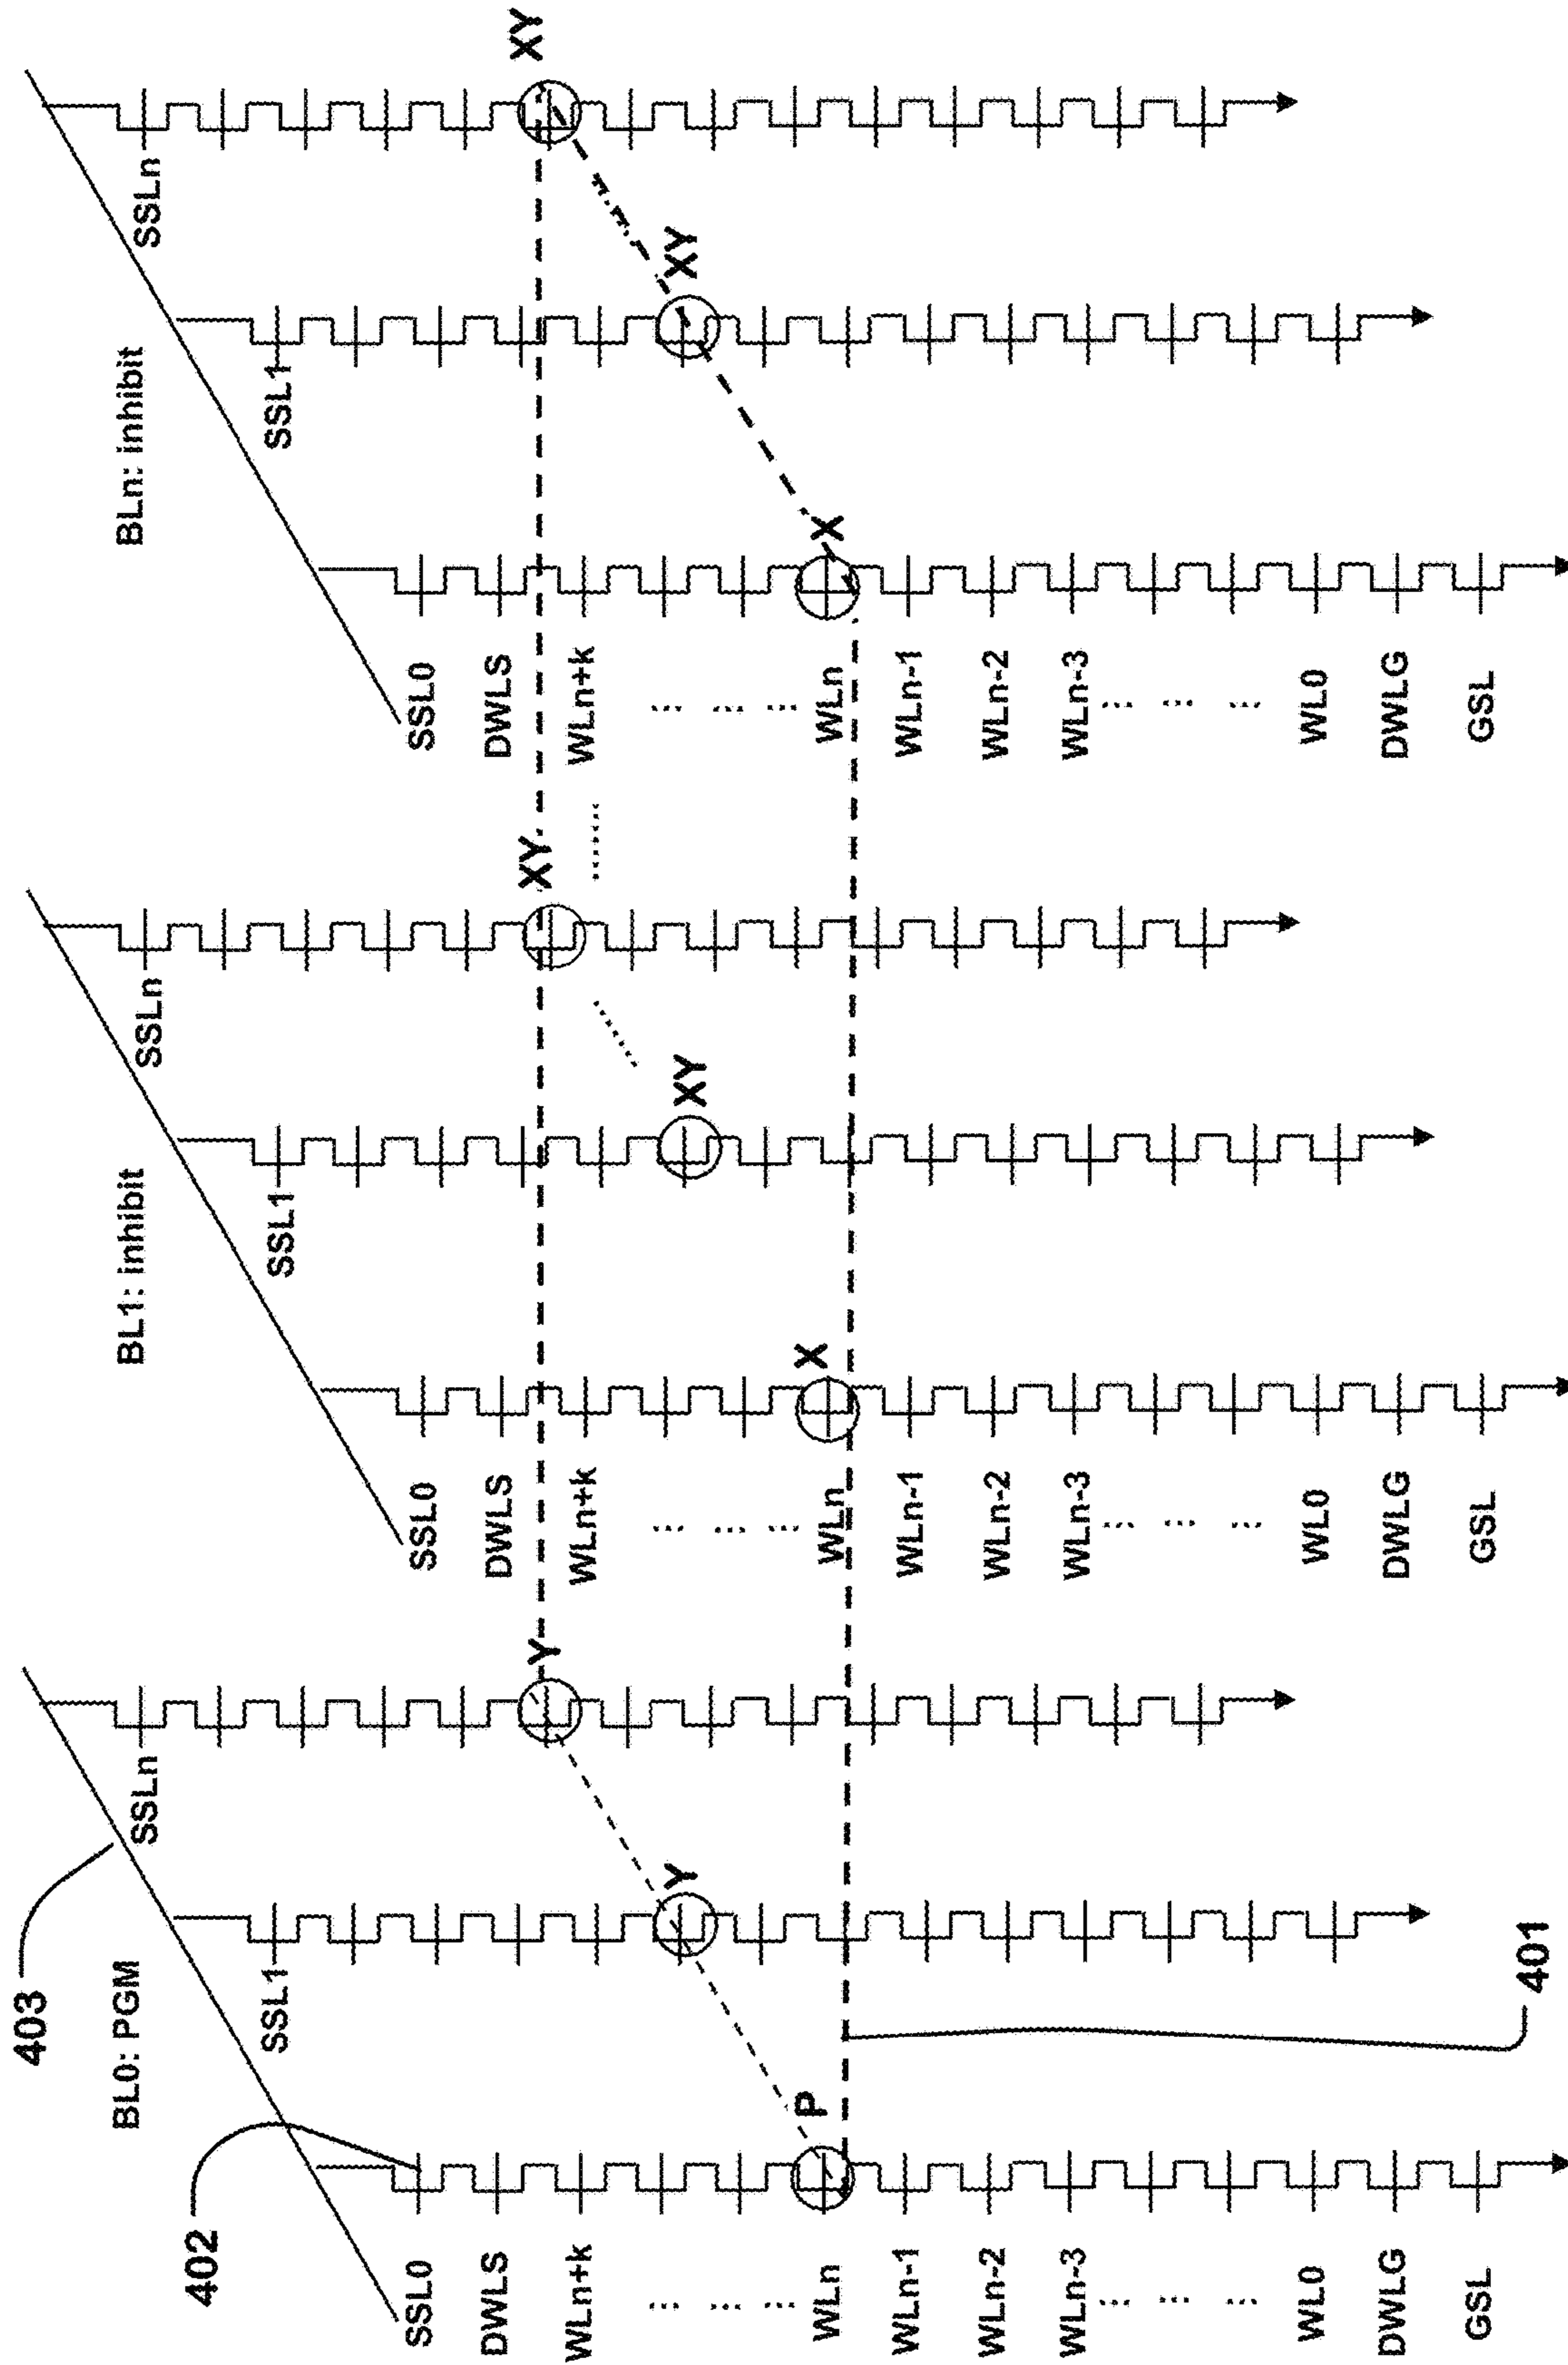 403
402
401
BL0: PGM
SSLn
SSL1
SSL0
DWLS
WLn+k
... ... ...
WLn
WLn-1
WLn-2
WLn-3
... ... ...
WL0
DWLG
GSL
P
Y
Y
BL1: inhibit
SSLn
SSL1
SSL0
DWLS
WLn+k
... ... ...
WLn
WLn-1
WLn-2
WLn-3
... ... ...
WL0
DWLG
GSL
X
XY
XY
BLn: inhibit
SSLn
SSL1
SSL0
DWLS
WLn+k
... ... ...
WLn
WLn-1
WLn-2
WLn-3
... ... ...
WL0
DWLG
GSL
X
XY
XY